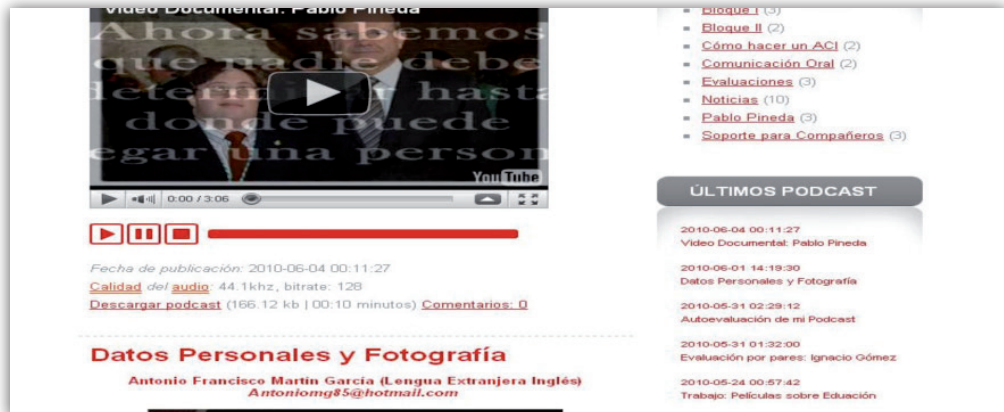 Video Documental: Pablo Pineda
Ahora sabemos
que nadie debe
determinar hasta
donde puede
egar una person
You Tube
0:00 / 3:06
Fecha de publicación: 2010-06-04 00:11:27
Calidad del audio: 44.1khz, bitrate: 128
Descargar podcast (166.12 kb | 00:10 minutos) Comentarios: 0
Datos Personales y Fotografía
Antonio Francisco Martín García (Lengua Extranjera Inglés)
Antoniomg85@hotmail.com
Bloque I (3)
Bloque II (2)
Cómo hacer un ACI (2)
Comunicación Oral (2)
Evaluaciones (3)
Noticias (10)
Pablo Pineda (3)
Soporte para Compañeros (3)
ÚLTIMOS PODCAST
2010-06-04 00:11:27
Video Documental: Pablo Pineda
2010-06-01 14:19:30
Datos Personales y Fotografía
2010-05-31 02:29:12
Autoevaluación de mi Podcast
2010-05-31 01:32:00
Evaluación por pares: Ignacio Gómez
2010-05-24 00:57:42
Trabajo: Películas sobre Eduación